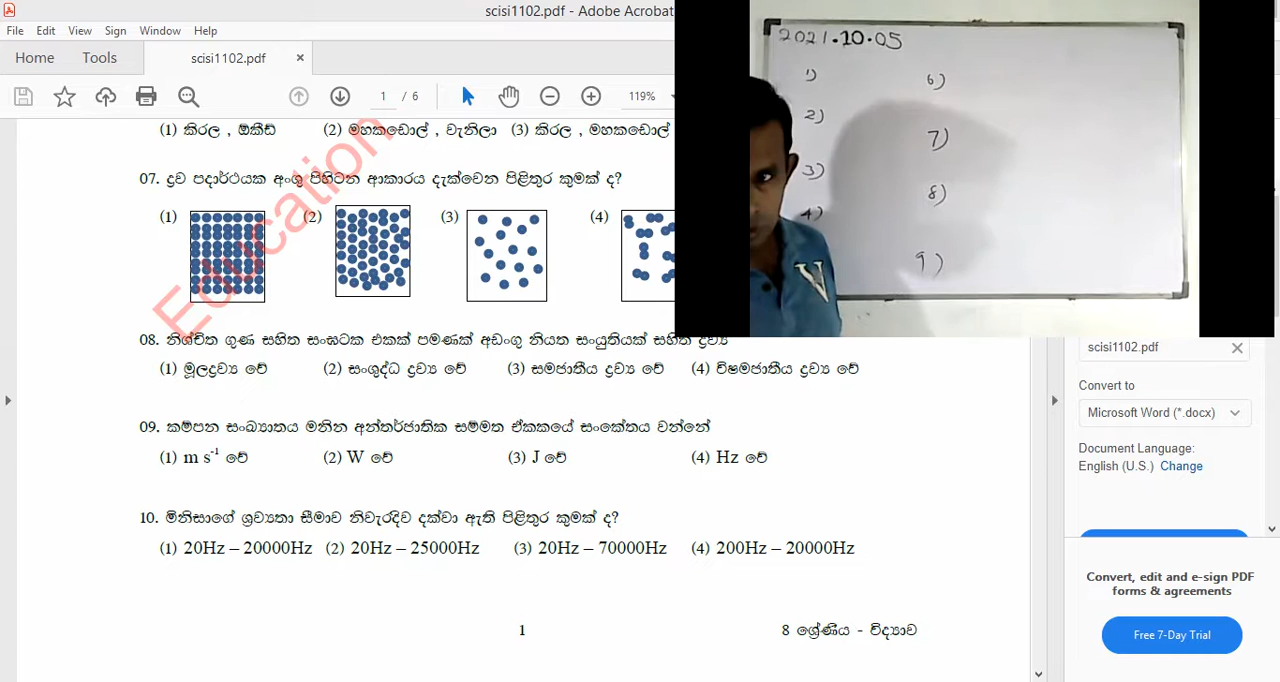 scisi1102.pdf - Adobe Acrobat
File Edit View Sign Window Help
Home Tools scisi1102.pdf ×
1 / 6 119%
(1) කිරල , ඕකිඩ් (2) මහකඩොල් , වැනිලා (3) කිරල , මහකඩොල්
07. ද්‍රව පදාර්ථයක අංශු පිහිටන ආකාරය දැක්වෙන පිළිතුර කුමක් ද?
(1) (2) (3) (4)
Education
08. නිශ්චිත ගුණ සහිත සංඝටක එකක් පමණක් අඩංගු නියත සංයුතියක් සහිත ද්‍රව්‍ය
(1) මූලද්‍රව්‍ය වේ (2) සංශුද්ධ ද්‍රව්‍ය වේ (3) සමජාතීය ද්‍රව්‍ය වේ (4) විෂමජාතීය ද්‍රව්‍ය වේ
09. කම්පන සංඛ්‍යාතය මනින අන්තර්ජාතික සම්මත ඒකකයේ සංකේතය වන්නේ
(1) m s⁻¹ වේ (2) W වේ (3) J වේ (4) Hz වේ
10. මිනිසාගේ ශ්‍රව්‍යතා සීමාව නිවැරදිව දක්වා ඇති පිළිතුර කුමක් ද?
(1) 20Hz – 20000Hz (2) 20Hz – 25000Hz (3) 20Hz – 70000Hz (4) 200Hz – 20000Hz
1 8 ශ්‍රේණිය - විද්‍යාව
2021.10.05
1) 6)
2) 7)
3) 8)
4) 9)
V
scisi1102.pdf
Convert to
Microsoft Word (*.docx)
Document Language:
English (U.S.) Change
Convert, edit and e-sign PDF
forms & agreements
Free 7-Day Trial